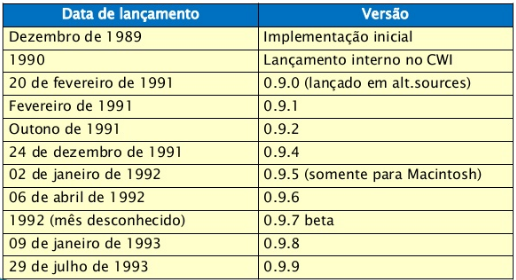 Data de lançamento Versão
Dezembro de 1989 Implementação inicial
1990 Lançamento interno no CWI
20 de fevereiro de 1991 0.9.0 (lançado em alt.sources)
Fevereiro de 1991 0.9.1
Outono de 1991 0.9.2
24 de dezembro de 1991 0.9.4
02 de janeiro de 1992 0.9.5 (somente para Macintosh)
06 de abril de 1992 0.9.6
1992 (mês desconhecido) 0.9.7 beta
09 de janeiro de 1993 0.9.8
29 de julho de 1993 0.9.9